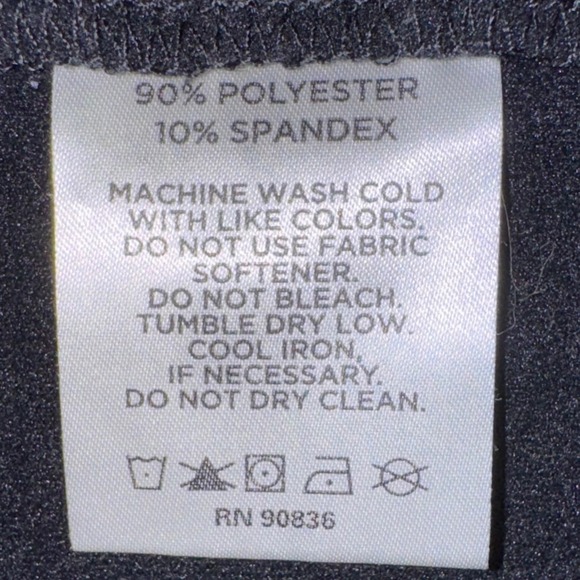 90% POLYESTER
10% SPANDEX
MACHINE WASH COLD
WITH LIKE COLORS.
DO NOT USE FABRIC
SOFTENER.
DO NOT BLEACH.
TUMBLE DRY LOW.
COOL IRON,
IF NECESSARY.
DO NOT DRY CLEAN.
RN 90836